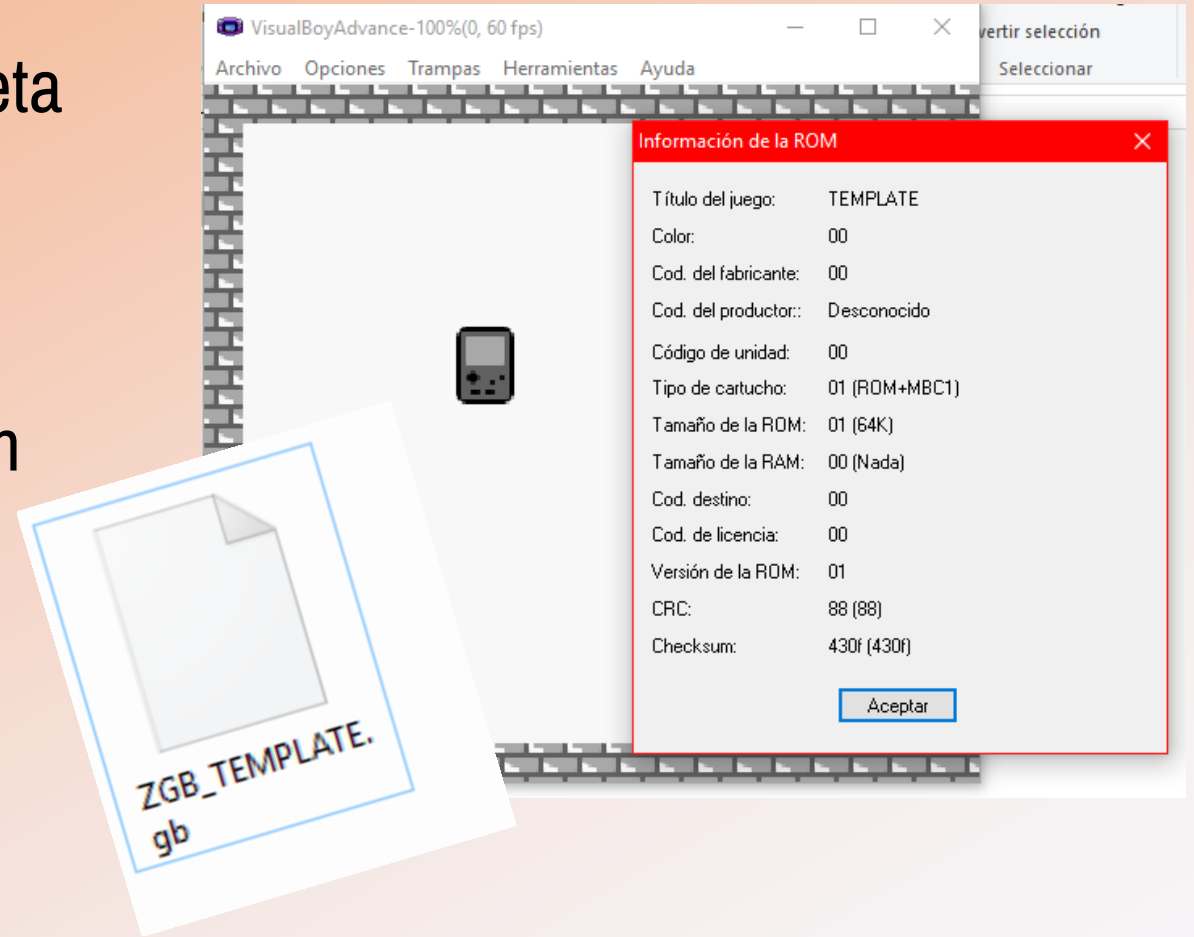 eta
n
VisualBoyAdvance-100%(0, 60 fps)
Archivo Opciones Trampas Herramientas Ayuda
vertir selección
Seleccionar
Información de la ROM
Título del juego: TEMPLATE
Color: 00
Cod. del fabricante: 00
Cod. del productor:: Desconocido
Código de unidad: 00
Tipo de cartucho: 01 (ROM+MBC1)
Tamaño de la ROM: 01 (64K)
Tamaño de la RAM: 00 (Nada)
Cod. destino: 00
Cod. de licencia: 00
Versión de la ROM: 01
CRC: 88 (88)
Checksum: 430f (430f)
Aceptar
ZGB_TEMPLATE.
gb